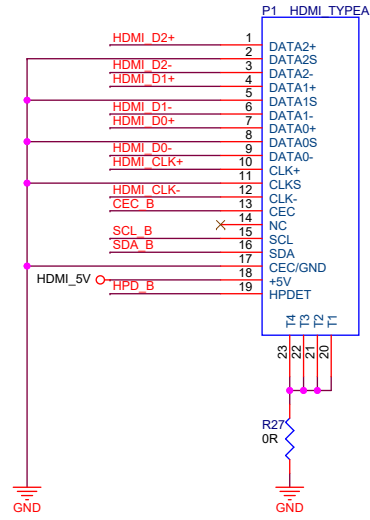 P1 HDMI_TYPEA
HDMI_D2+ 1 DATA2+
2 DATA2S
HDMI_D2- 3 DATA2-
HDMI_D1+ 4 DATA1+
5 DATA1S
HDMI_D1- 6 DATA1-
HDMI_D0+ 7 DATA0+
8 DATA0S
HDMI_D0- 9 DATA0-
HDMI_CLK+ 10 CLK+
11 CLKS
HDMI_CLK- 12 CLK-
CEC_B 13 CEC
14 NC
SCL_B 15 SCL
SDA_B 16 SDA
17 CEC/GND
HDMI_5V 18 +5V
HPD_B 19 HPDET
T4 T3 T2 T1
23 22 21 20
R27
0R
GND GND